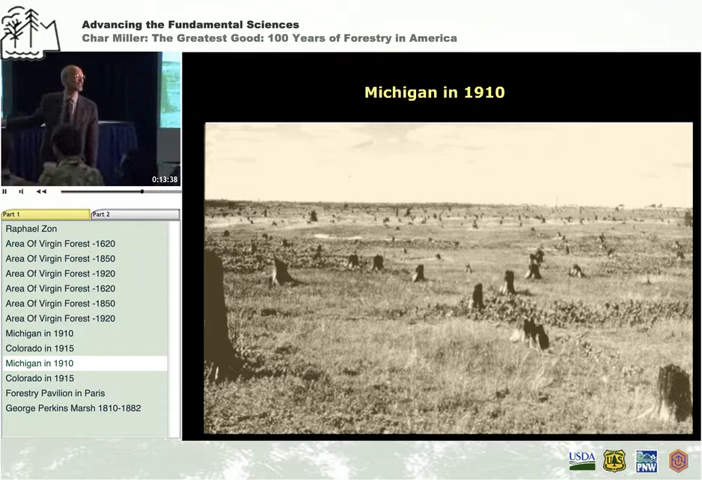 Advancing the Fundamental Sciences
Char Miller: The Greatest Good: 100 Years of Forestry in America
Michigan in 1910
0:13:38
Part 1
Part 2
Raphael Zon
Area Of Virgin Forest -1620
Area Of Virgin Forest -1850
Area Of Virgin Forest -1920
Area Of Virgin Forest -1620
Area Of Virgin Forest -1850
Area Of Virgin Forest -1920
Michigan in 1910
Colorado in 1915
Michigan in 1910
Colorado in 1915
Forestry Pavilion in Paris
George Perkins Marsh 1810-1882
USDA
UAS
PNW